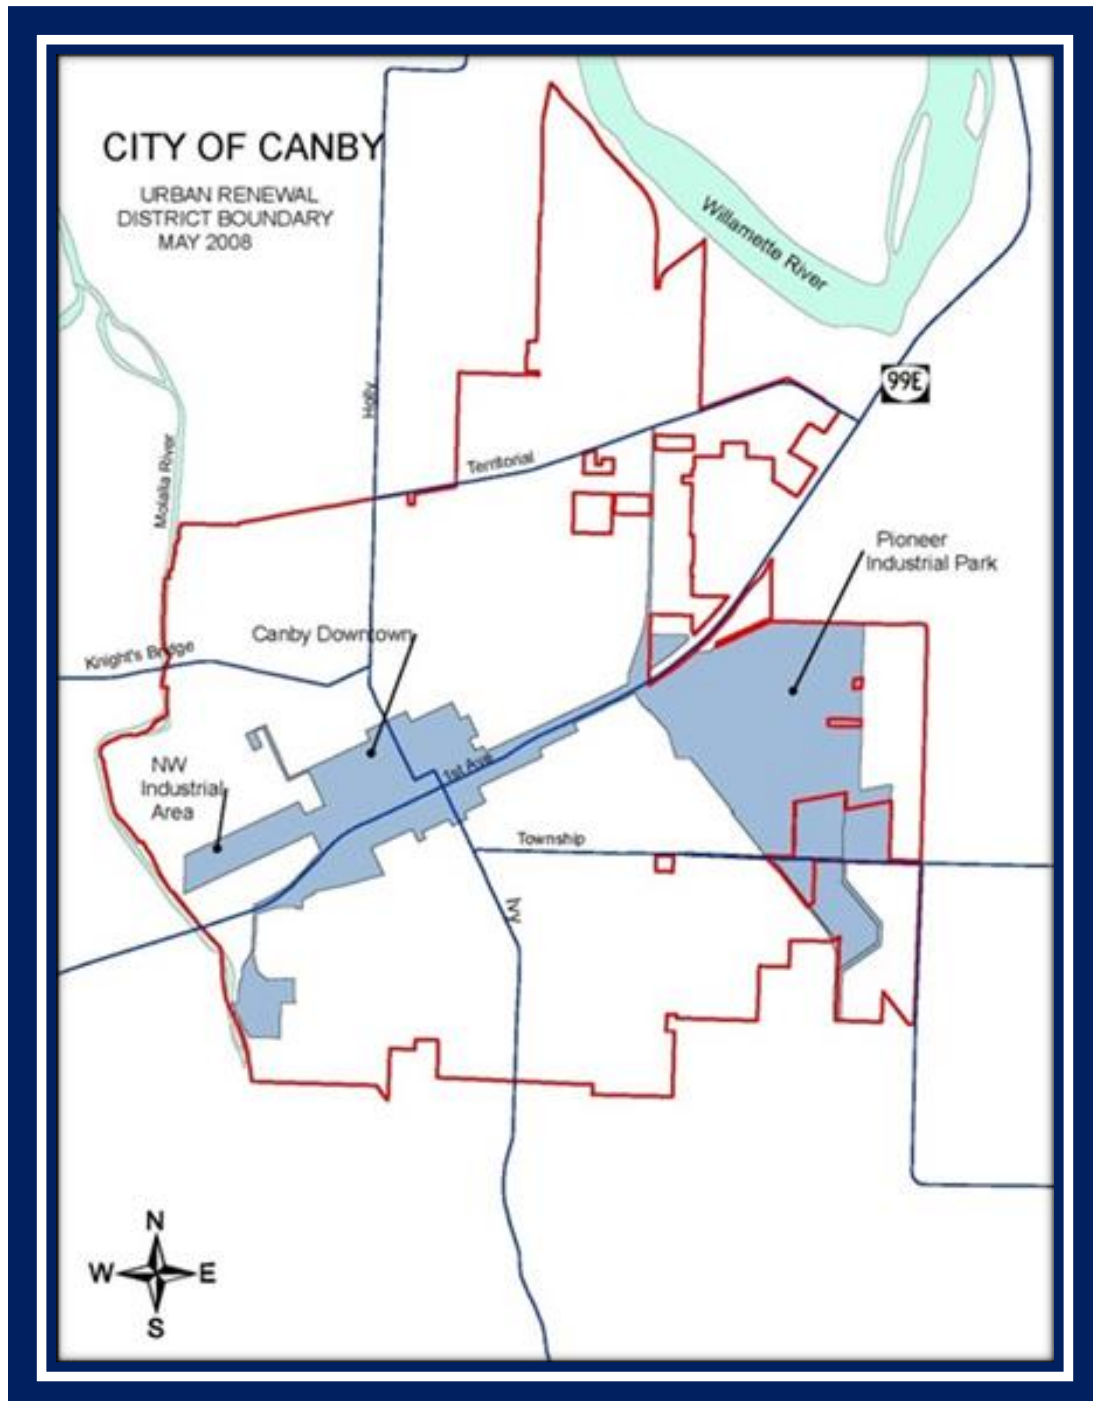 CITY OF CANBY
URBAN RENEWAL
DISTRICT BOUNDARY
MAY 2008
Willamette River
99E
Holly
Territorial
Molalla River
Pioneer
Industrial Park
Canby Downtown
Knight's Bridge
NW
Industrial
Area
1st Ave
Township
Ivy
N
W
E
S